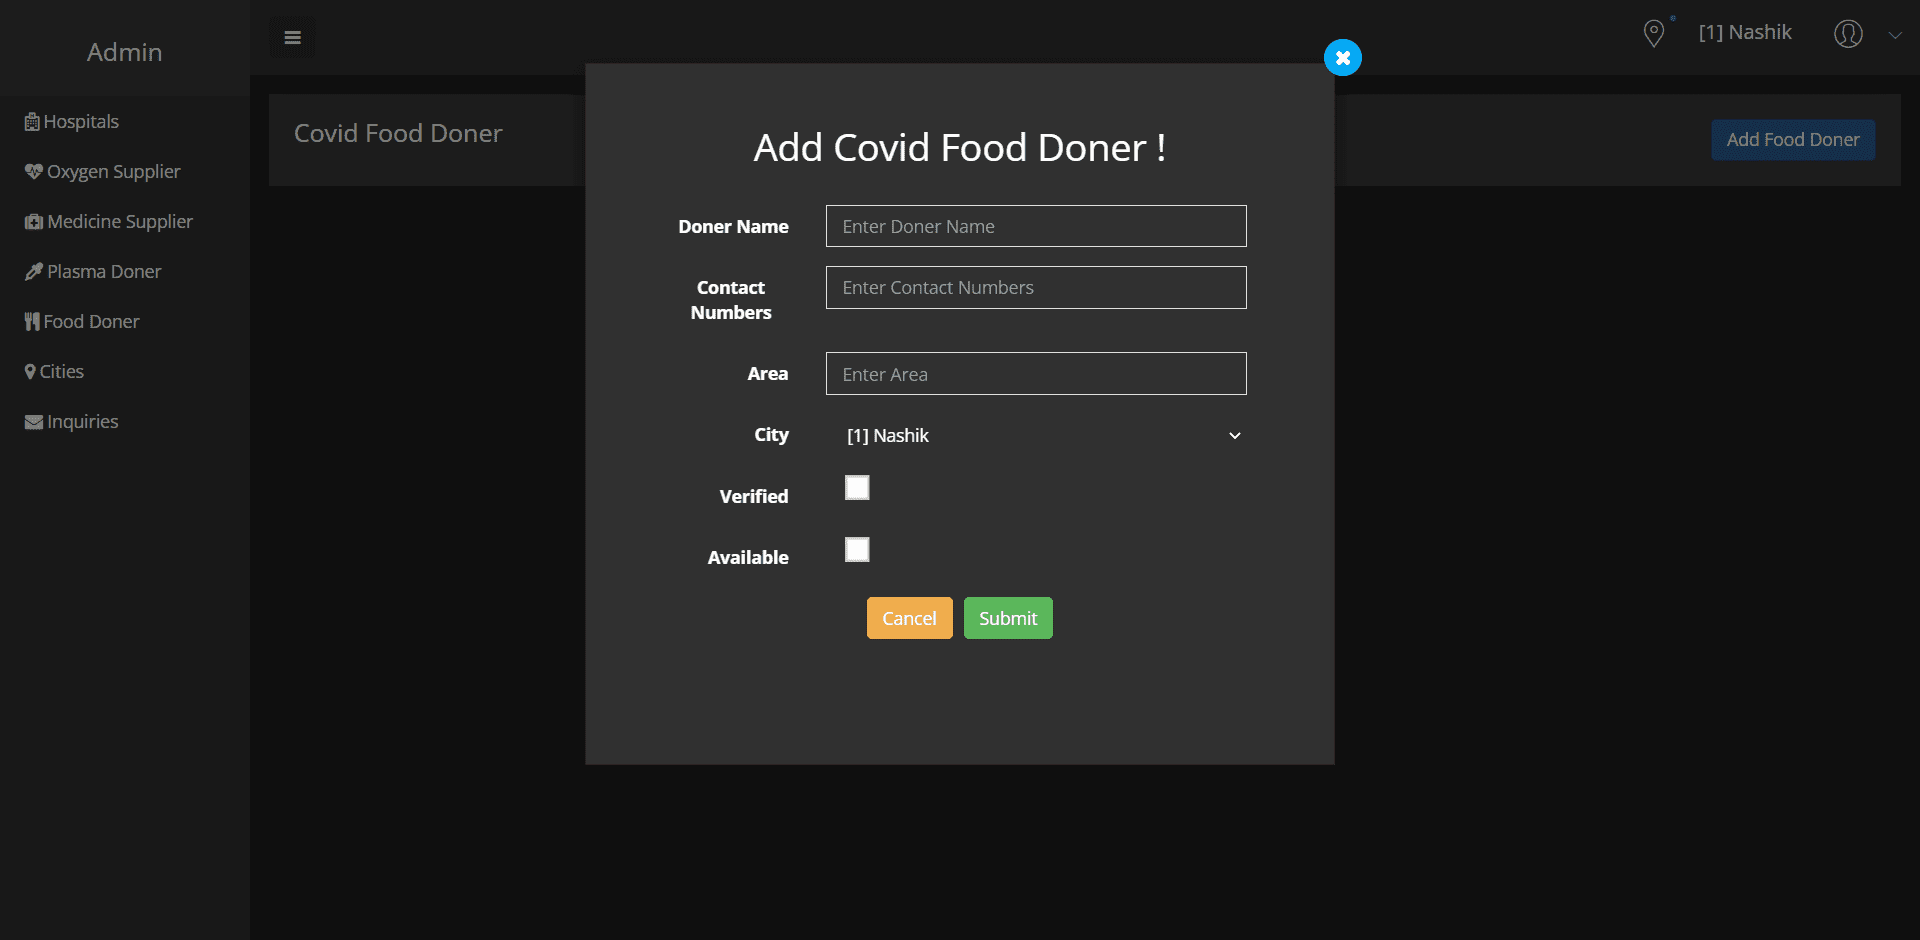 Admin
[1] Nashik
Hospitals
Oxygen Supplier
Medicine Supplier
Plasma Doner
Food Doner
Cities
Inquiries
Covid Food Doner
Add Food Doner
Add Covid Food Doner !
Doner Name
Enter Doner Name
Contact
Numbers
Enter Contact Numbers
Area
Enter Area
City
[1] Nashik
Verified
Available
Cancel
Submit